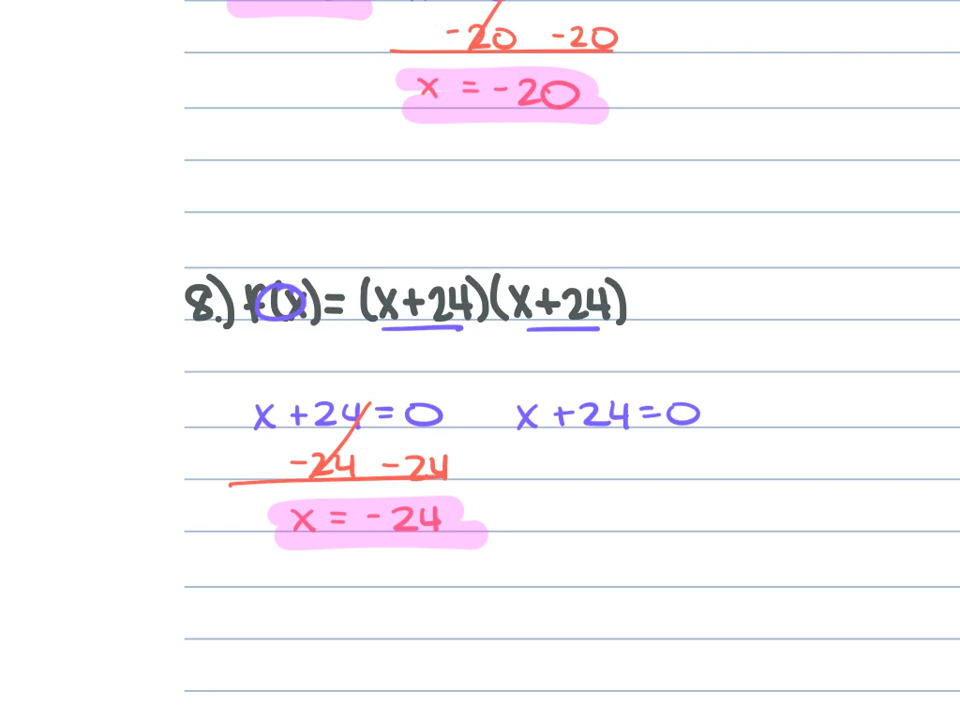 -20 -20
x = -20
8.) f(x) = (x+24)(x+24)
x + 24 = 0 x + 24 = 0
-24 -24
x = -24